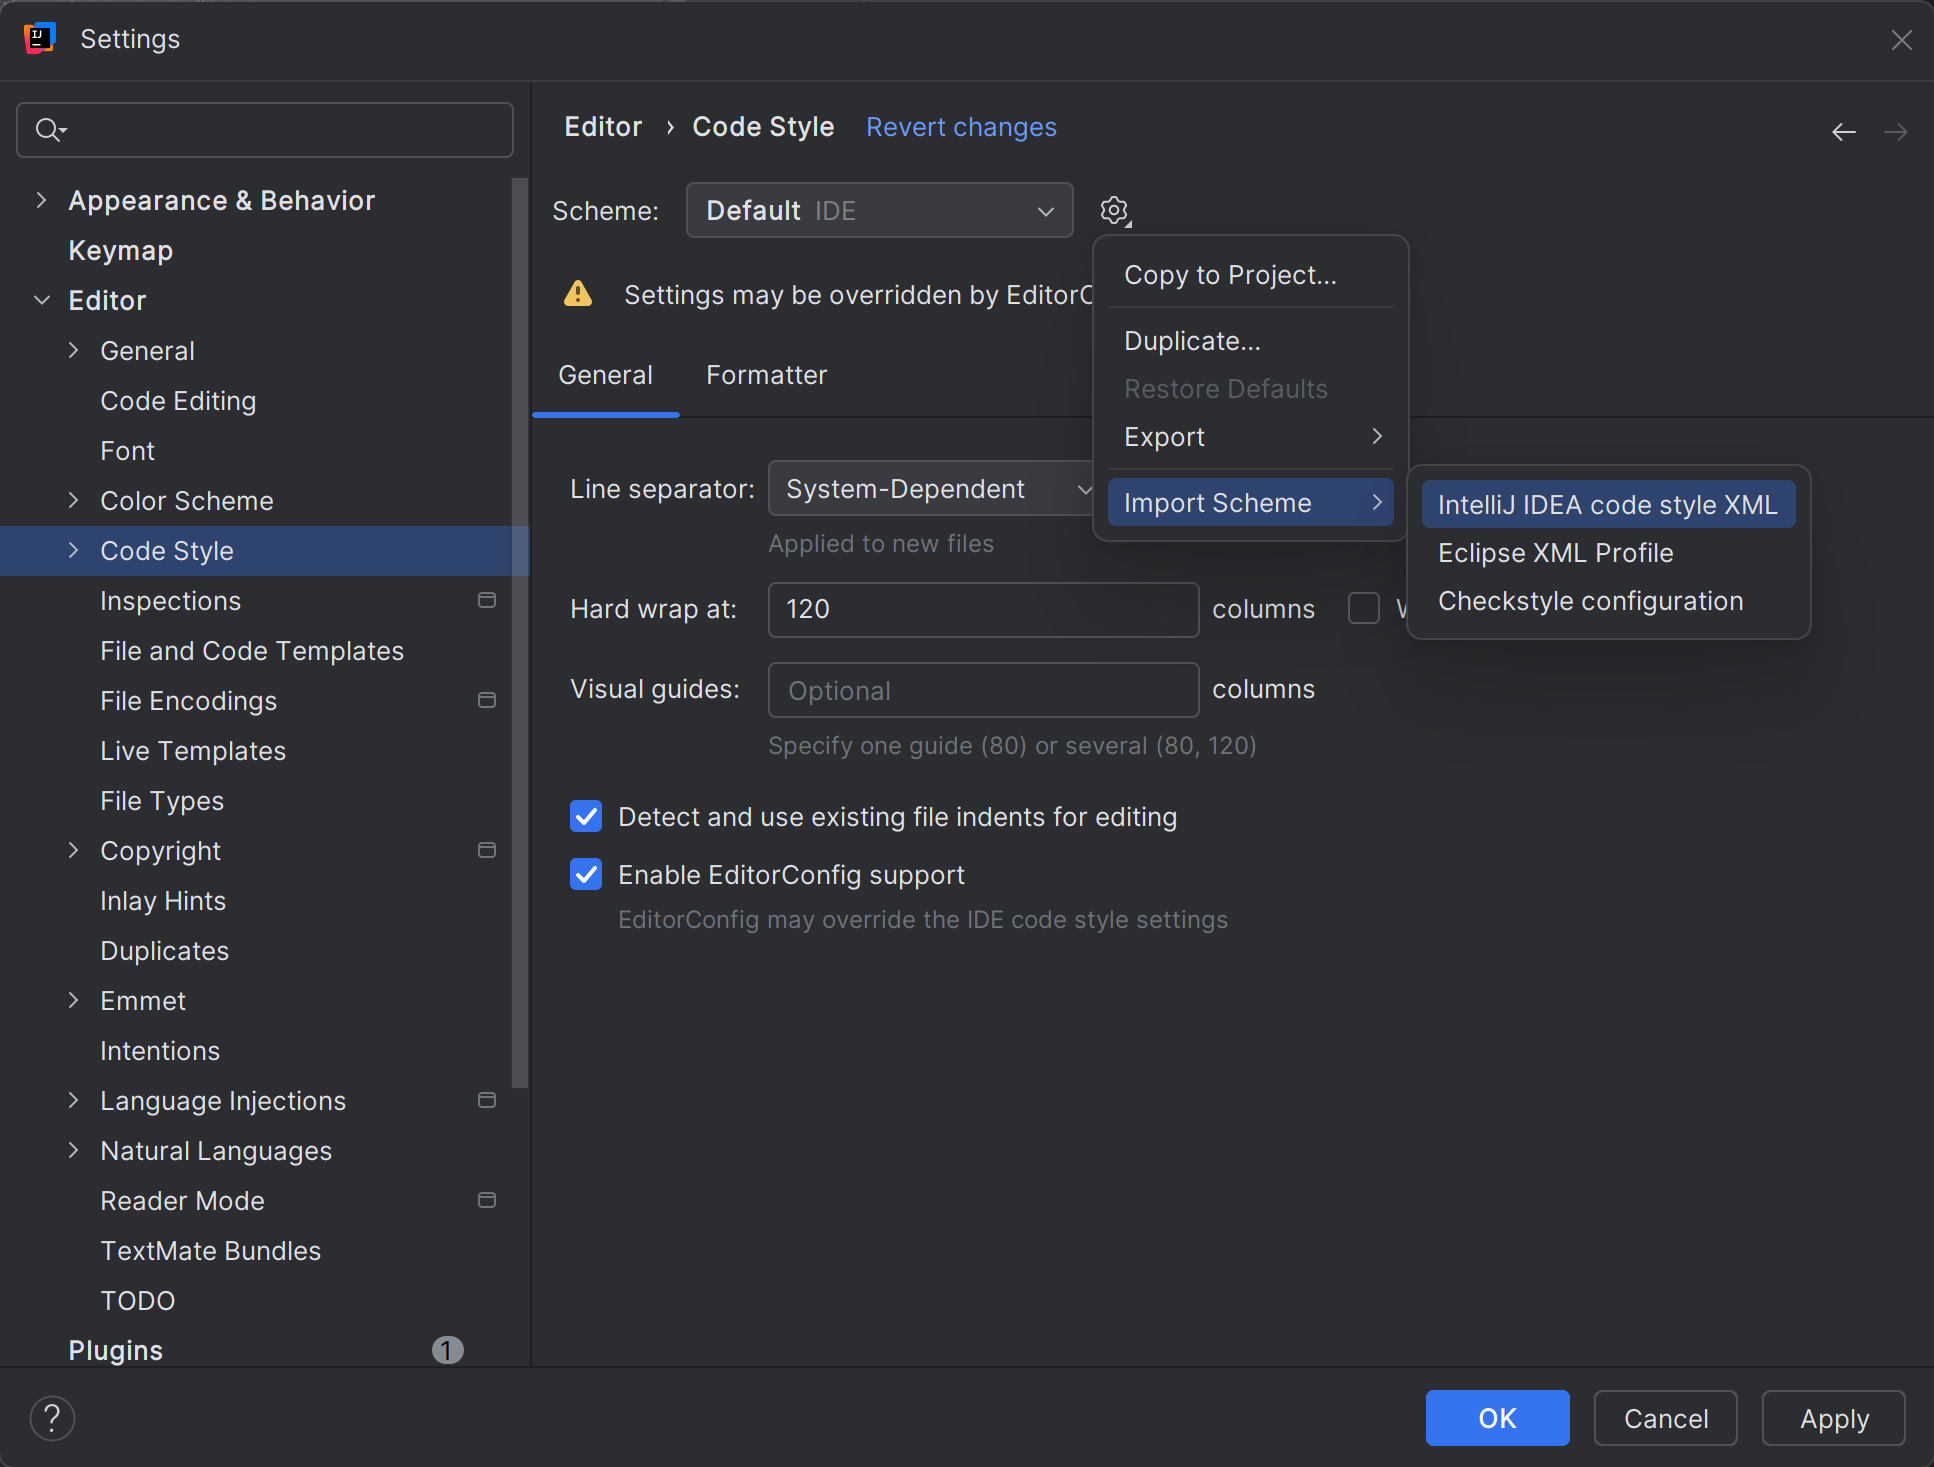 Settings
Appearance & Behavior
Keymap
Editor
General
Code Editing
Font
Color Scheme
Code Style
Inspections
File and Code Templates
File Encodings
Live Templates
File Types
Copyright
Inlay Hints
Duplicates
Emmet
Intentions
Language Injections
Natural Languages
Reader Mode
TextMate Bundles
TODO
Plugins 1
Editor › Code Style Revert changes
Scheme: Default IDE
Settings may be overridden by EditorC
General Formatter
Line separator: System-Dependent
Applied to new files
Hard wrap at: 120 columns
Visual guides: Optional columns
Specify one guide (80) or several (80, 120)
Detect and use existing file indents for editing
Enable EditorConfig support
EditorConfig may override the IDE code style settings
Copy to Project...
Duplicate...
Restore Defaults
Export
Import Scheme
IntelliJ IDEA code style XML
Eclipse XML Profile
Checkstyle configuration
? OK Cancel Apply